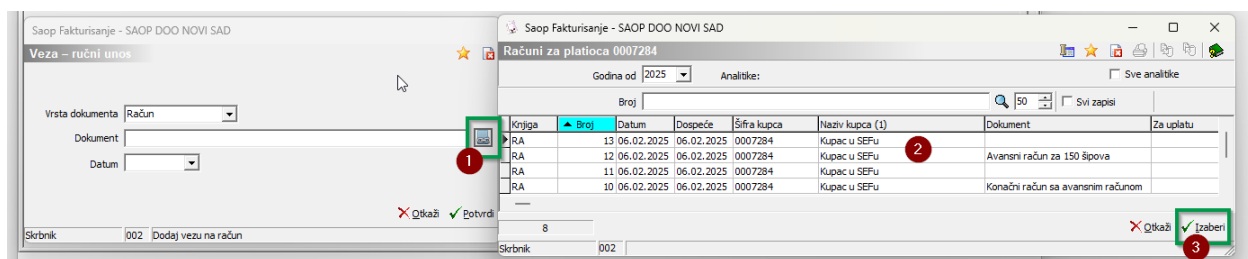 Saop Fakturisanje - SAOP DOO NOVI SAD
Veza – ručni unos
Vrsta dokumenta Račun
Dokument
1
Datum
Otkaži Potvrdi
Skrbnik 002 Dodaj vezu na račun
Saop Fakturisanje - SAOP DOO NOVI SAD
Računi za platioca 0007284
Godina od 2025 Analitike: Sve analitike
Broj 50 Svi zapisi
Knjiga Broj Datum Dospeće Šifra kupca Naziv kupca (1) Dokument Za uplatu
RA 13 06.02.2025 06.02.2025 0007284 Kupac u SEFu
2
RA 12 06.02.2025 06.02.2025 0007284 Kupac u SEFu Avansni račun za 150 šipova
RA 11 06.02.2025 06.02.2025 0007284 Kupac u SEFu
RA 10 06.02.2025 06.02.2025 0007284 Kupac u SEFu Konačni račun sa avansnim računom
8
Otkaži Izaberi
3
Skrbnik 002